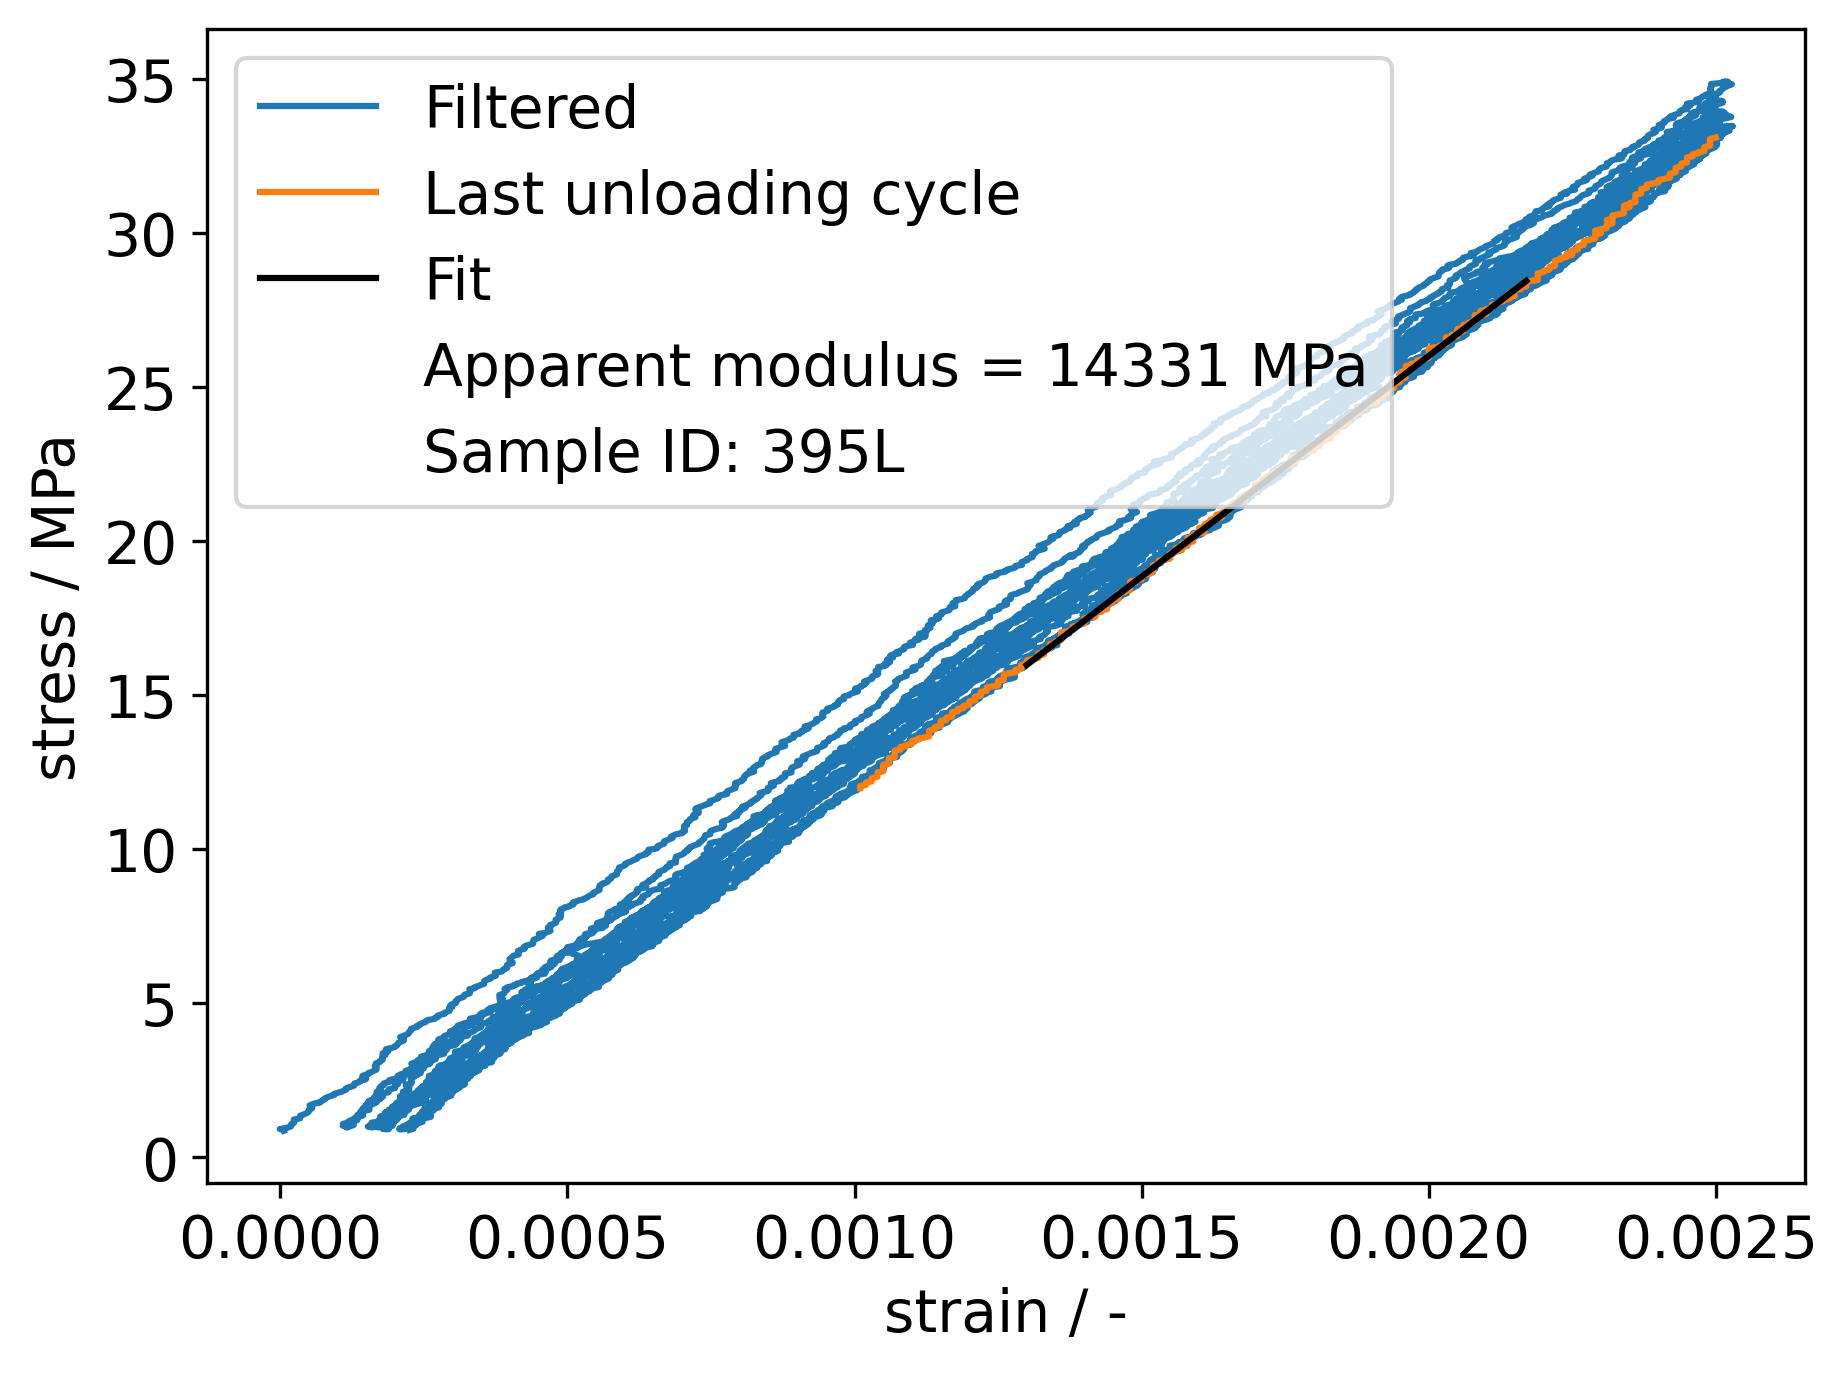 35
30
25
20
15
10
5
0
stress / MPa
Filtered
Last unloading cycle
Fit
Apparent modulus = 14331 MPa
Sample ID: 395L
0.0000 0.0005 0.0010 0.0015 0.0020 0.0025
strain / -